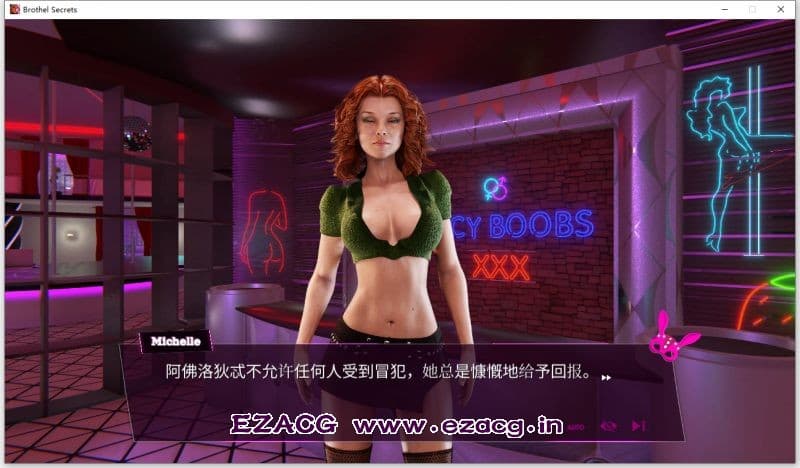 Brothel Secrets
CY BOOBS
XXX
Michelle
阿佛洛狄忒不允许任何人受到冒犯，她总是慷慨地给予回报。
EZACG www.ezacg.in
AUTO